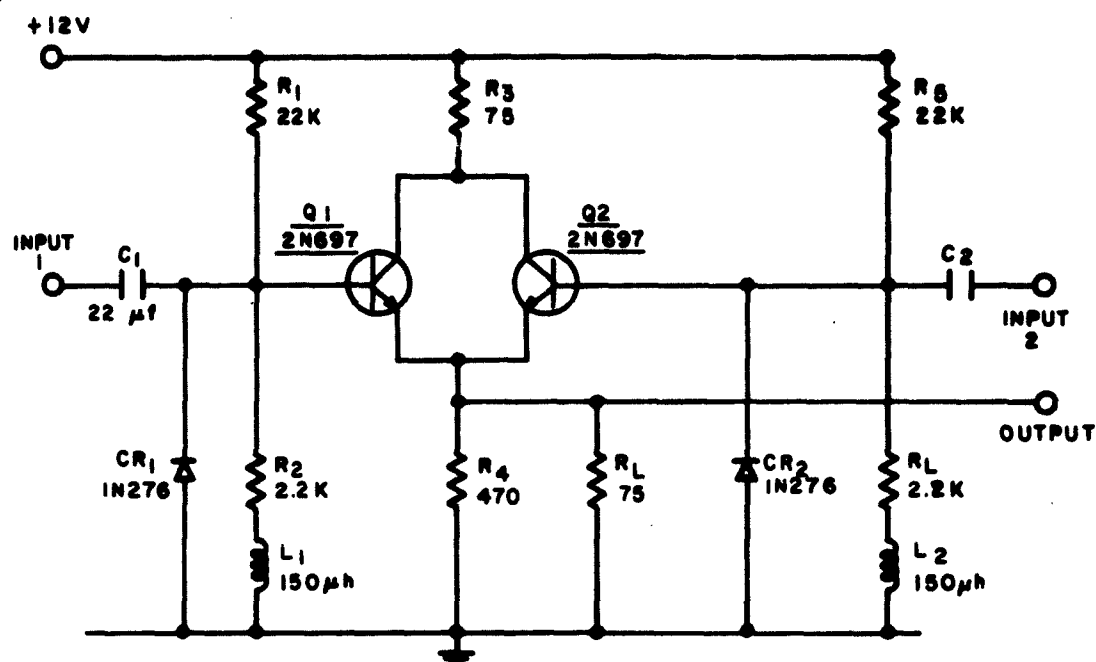 +12V
R1
22K
R3
75
R5
22K
Q1
2N697
Q2
2N697
INPUT
1
C1
22 μf
C2
INPUT
2
OUTPUT
CR1
1N276
R2
2.2K
R4
470
RL
75
CR2
1N276
RL
2.2K
L1
150μh
L2
150μh